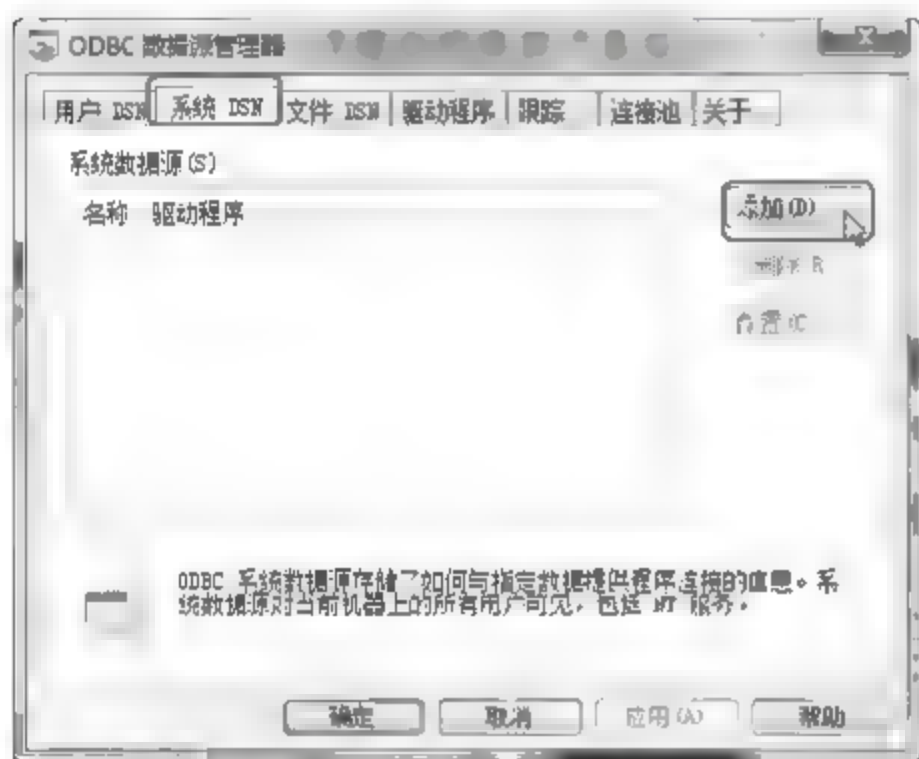 ODBC 数据源管理器
用户 DSN 系统 DSN 文件 DSN 驱动程序 跟踪 连接池 关于
系统数据源(S)
名称 驱动程序
添加(D)
ODBC 系统数据源存储了如何与指定数据提供程序连接的信息。系
统数据源对当前机器上的所有用户可见，包括 NT 服务。
确定 取消 应用(A) 帮助